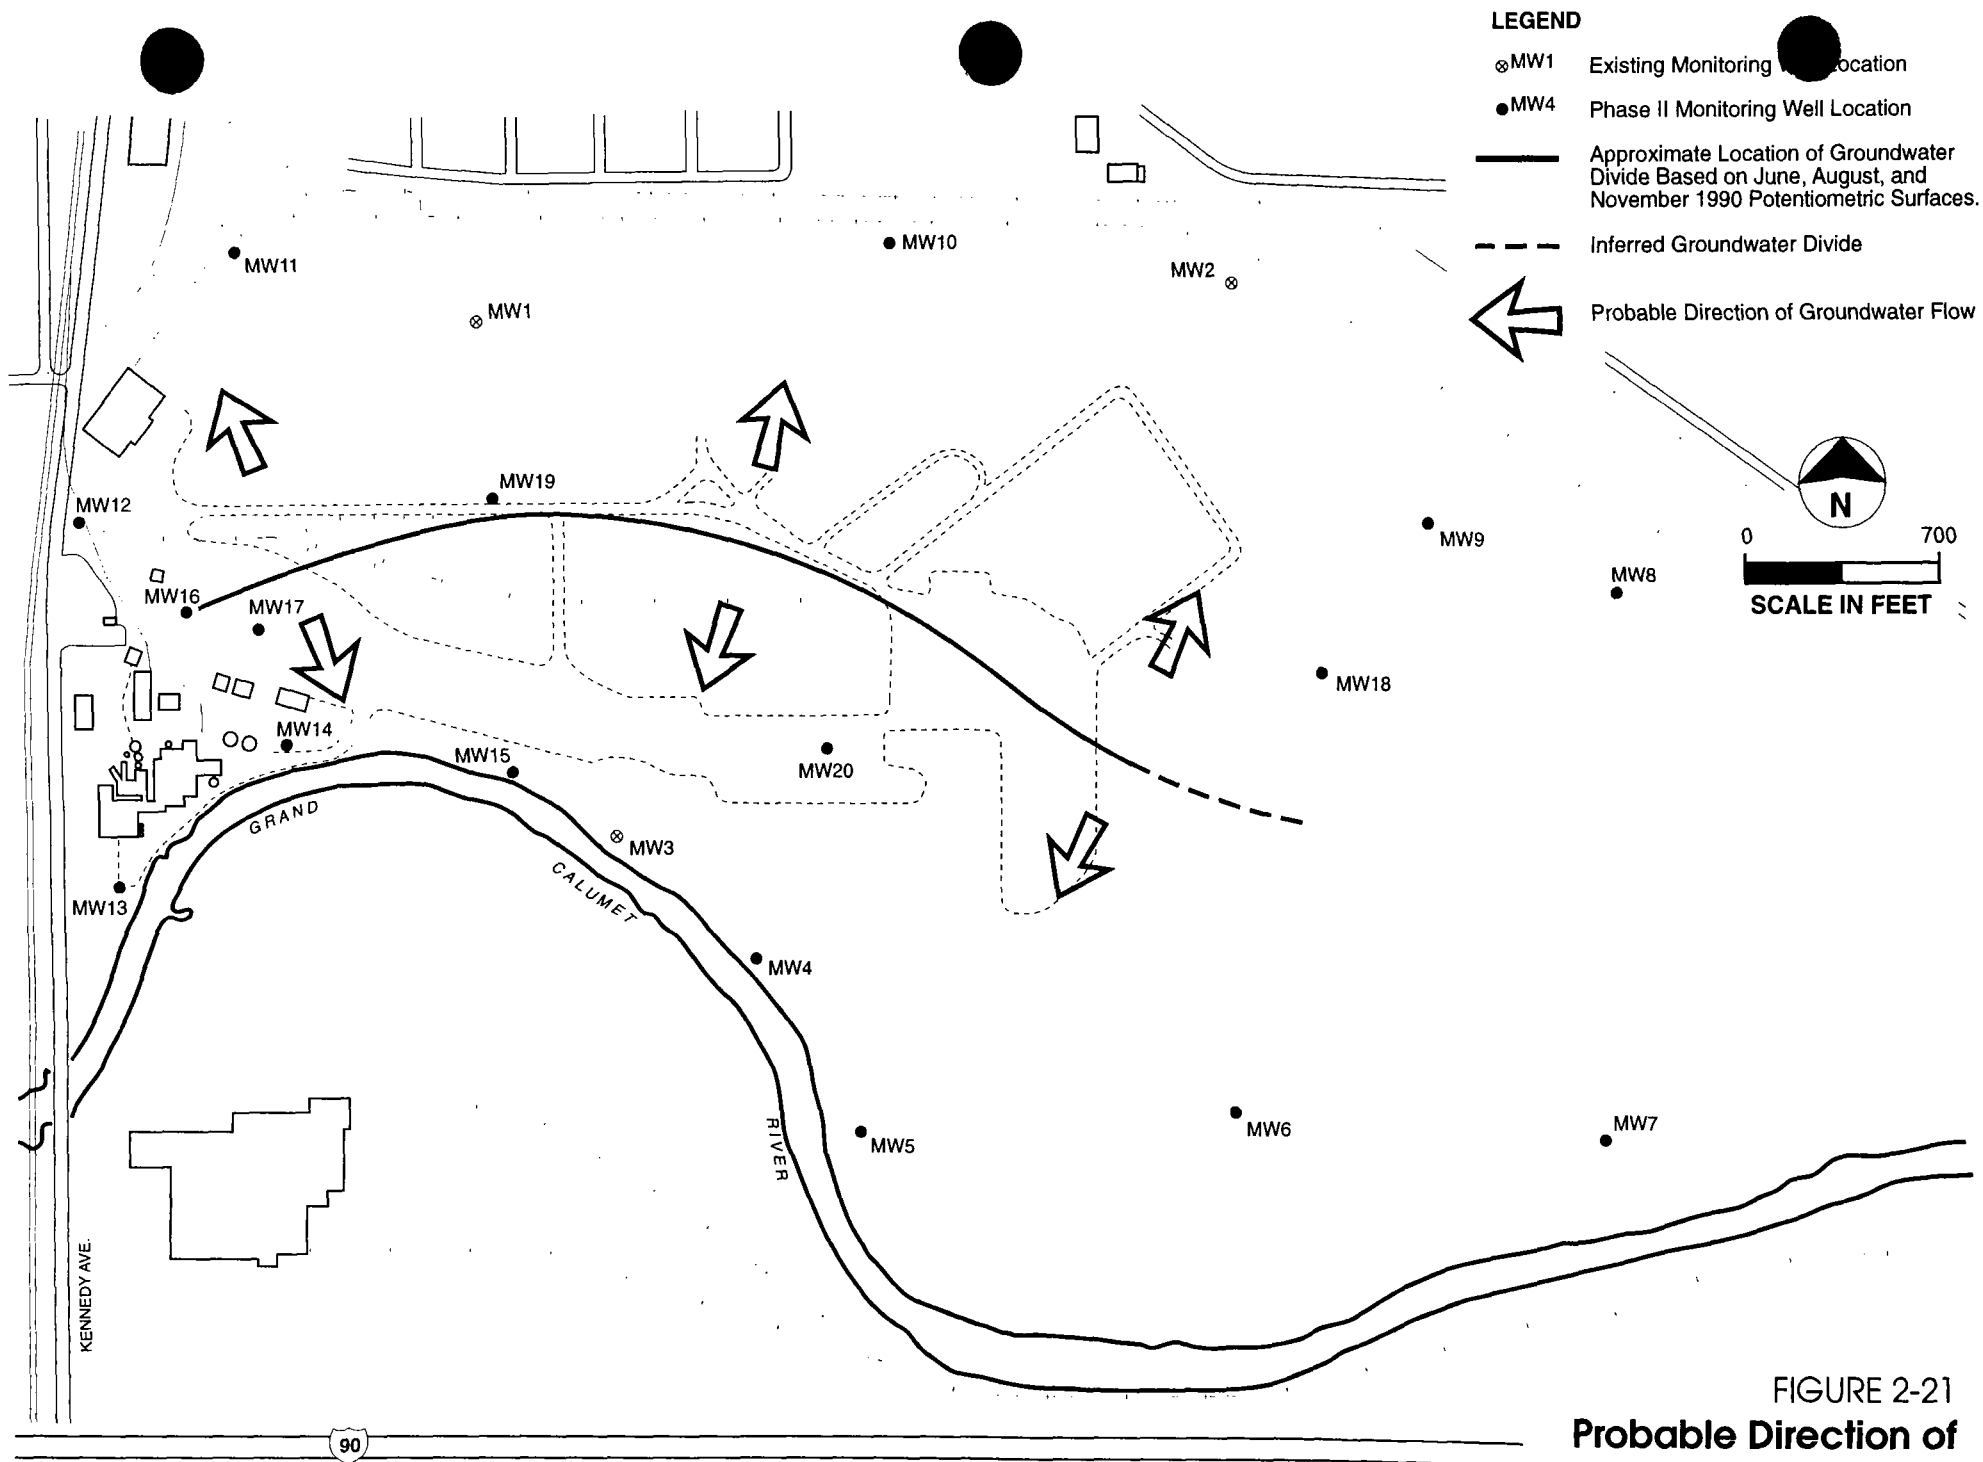 LEGEND
MW1 Existing Monitoring ocation
MW4 Phase II Monitoring Well Location
Approximate Location of Groundwater
Divide Based on June, August, and
November 1990 Potentiometric Surfaces.
Inferred Groundwater Divide
Probable Direction of Groundwater Flow
MW10
MW11
MW2
MW1
MW19
MW12
MW9
N
0 700
SCALE IN FEET
MW8
MW16
MW17
MW18
MW14
MW15
MW20
GRAND
MW3
CALUMET
MW13
MW4
RIVER
MW5
MW6
MW7
KENNEDY AVE.
90
FIGURE 2-21
Probable Direction of